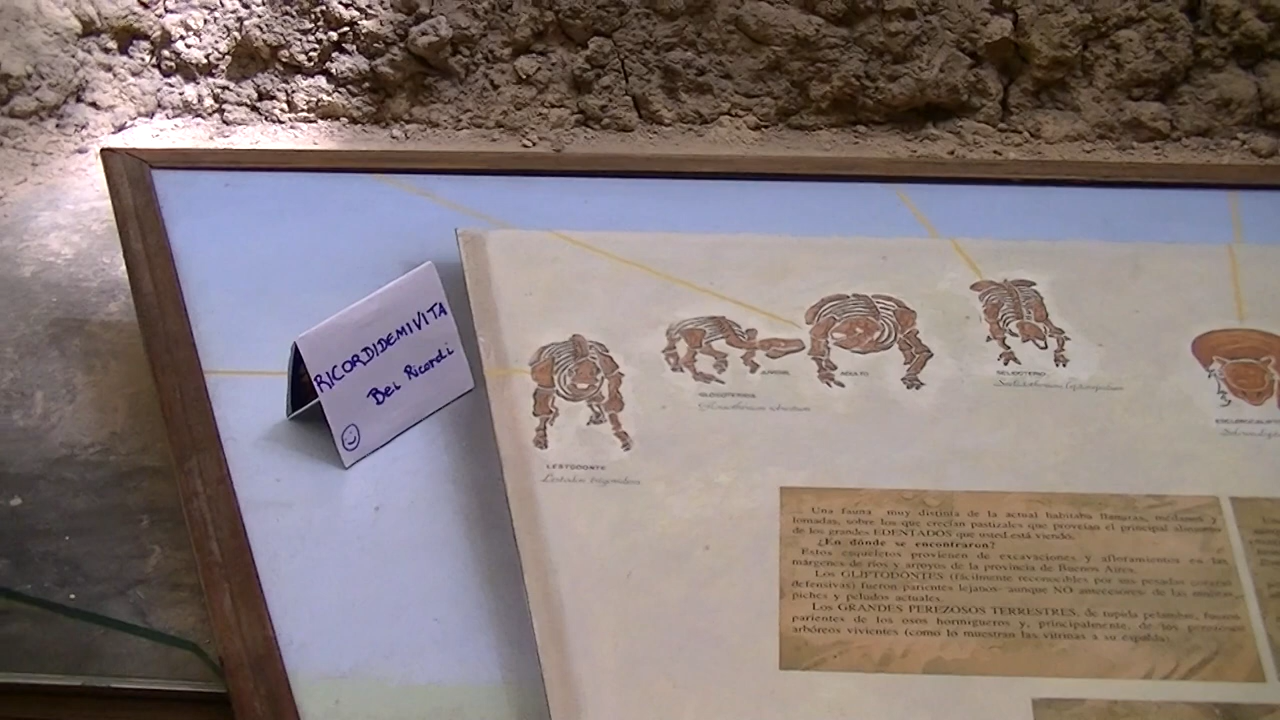 RICORDIDEMIVITA
Bei Ricordi
LESTODONTE
JUVENIL
ADULTO
Una fauna muy distinta de la actual habitaba llanuras, médanos y
lomadas, sobre los que crecían pastizales que proveían el principal alimento
de los grandes EDENTADOS que usted está viendo.
¿En dónde se encontraron?
Estos esqueletos provienen de excavaciones y afloramientos en las
márgenes de ríos y arroyos de la provincia de Buenos Aires.
Los GLIPTODONTES (fácilmente reconocibles por sus pesadas corazas
defensivas) fueron parientes lejanos- aunque NO antecesores- de las mulitas,
piches y peludos actuales.
Los GRANDES PEREZOSOS TERRESTRES, de tupida pelambre, fueron
parientes de los osos hormigueros y, principalmente, de los perezosos
arbóreos vivientes (como lo muestran las vitrinas a su espalda).